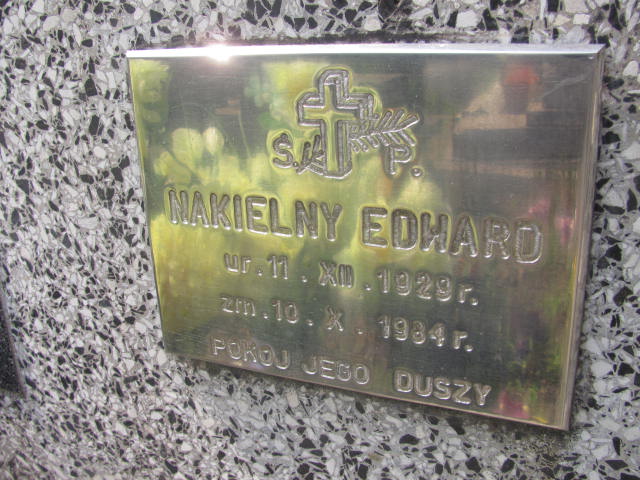 Ś. P.
NAKIELNY EDWARD
ur. 11. XII. 1929 r.
zm. 10. X. 1984 r.
POKÓJ JEGO DUSZY